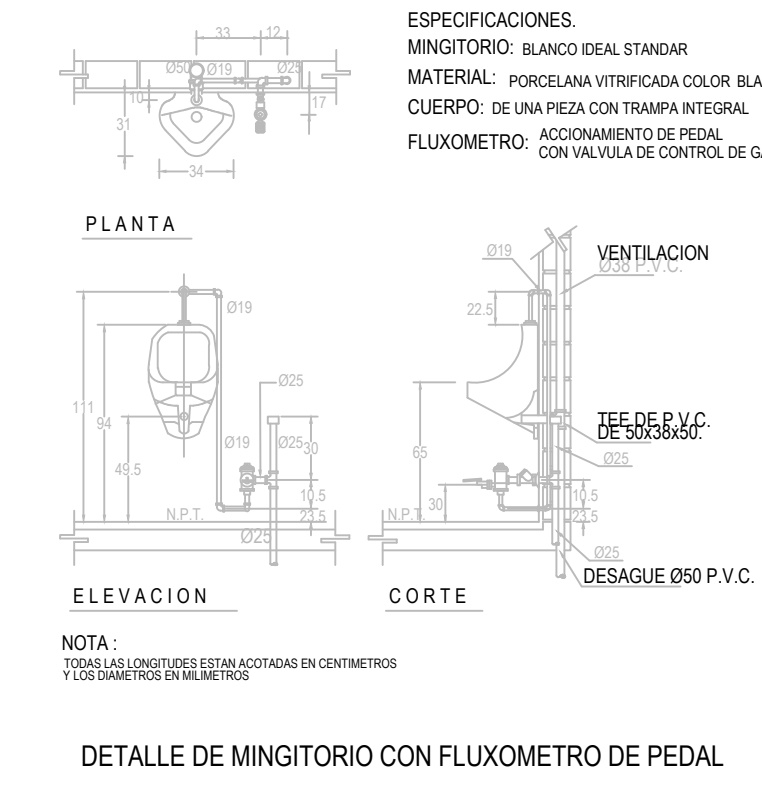 ESPECIFICACIONES.
MINGITORIO: BLANCO IDEAL STANDAR
MATERIAL: PORCELANA VITRIFICADA COLOR BLA
CUERPO: DE UNA PIEZA CON TRAMPA INTEGRAL
FLUXOMETRO: ACCIONAMIENTO DE PEDAL
CON VALVULA DE CONTROL DE GA
33 12
Ø50 Ø19 Ø25
10 17
31
34
PLANTA
Ø19
111
94
49.5
Ø25
Ø19 Ø25 30
10.5
N.P.T. 23.5
Ø25
ELEVACION
Ø19
VENTILACION
Ø38 P.V.C.
22.5
TEE DE P.V.C.
DE 50x38x50.
65
Ø25
30
10.5
N.P.T. 23.5
Ø25
DESAGUE Ø50 P.V.C.
CORTE
NOTA :
TODAS LAS LONGITUDES ESTAN ACOTADAS EN CENTIMETROS
Y LOS DIAMETROS EN MILIMETROS
DETALLE DE MINGITORIO CON FLUXOMETRO DE PEDAL